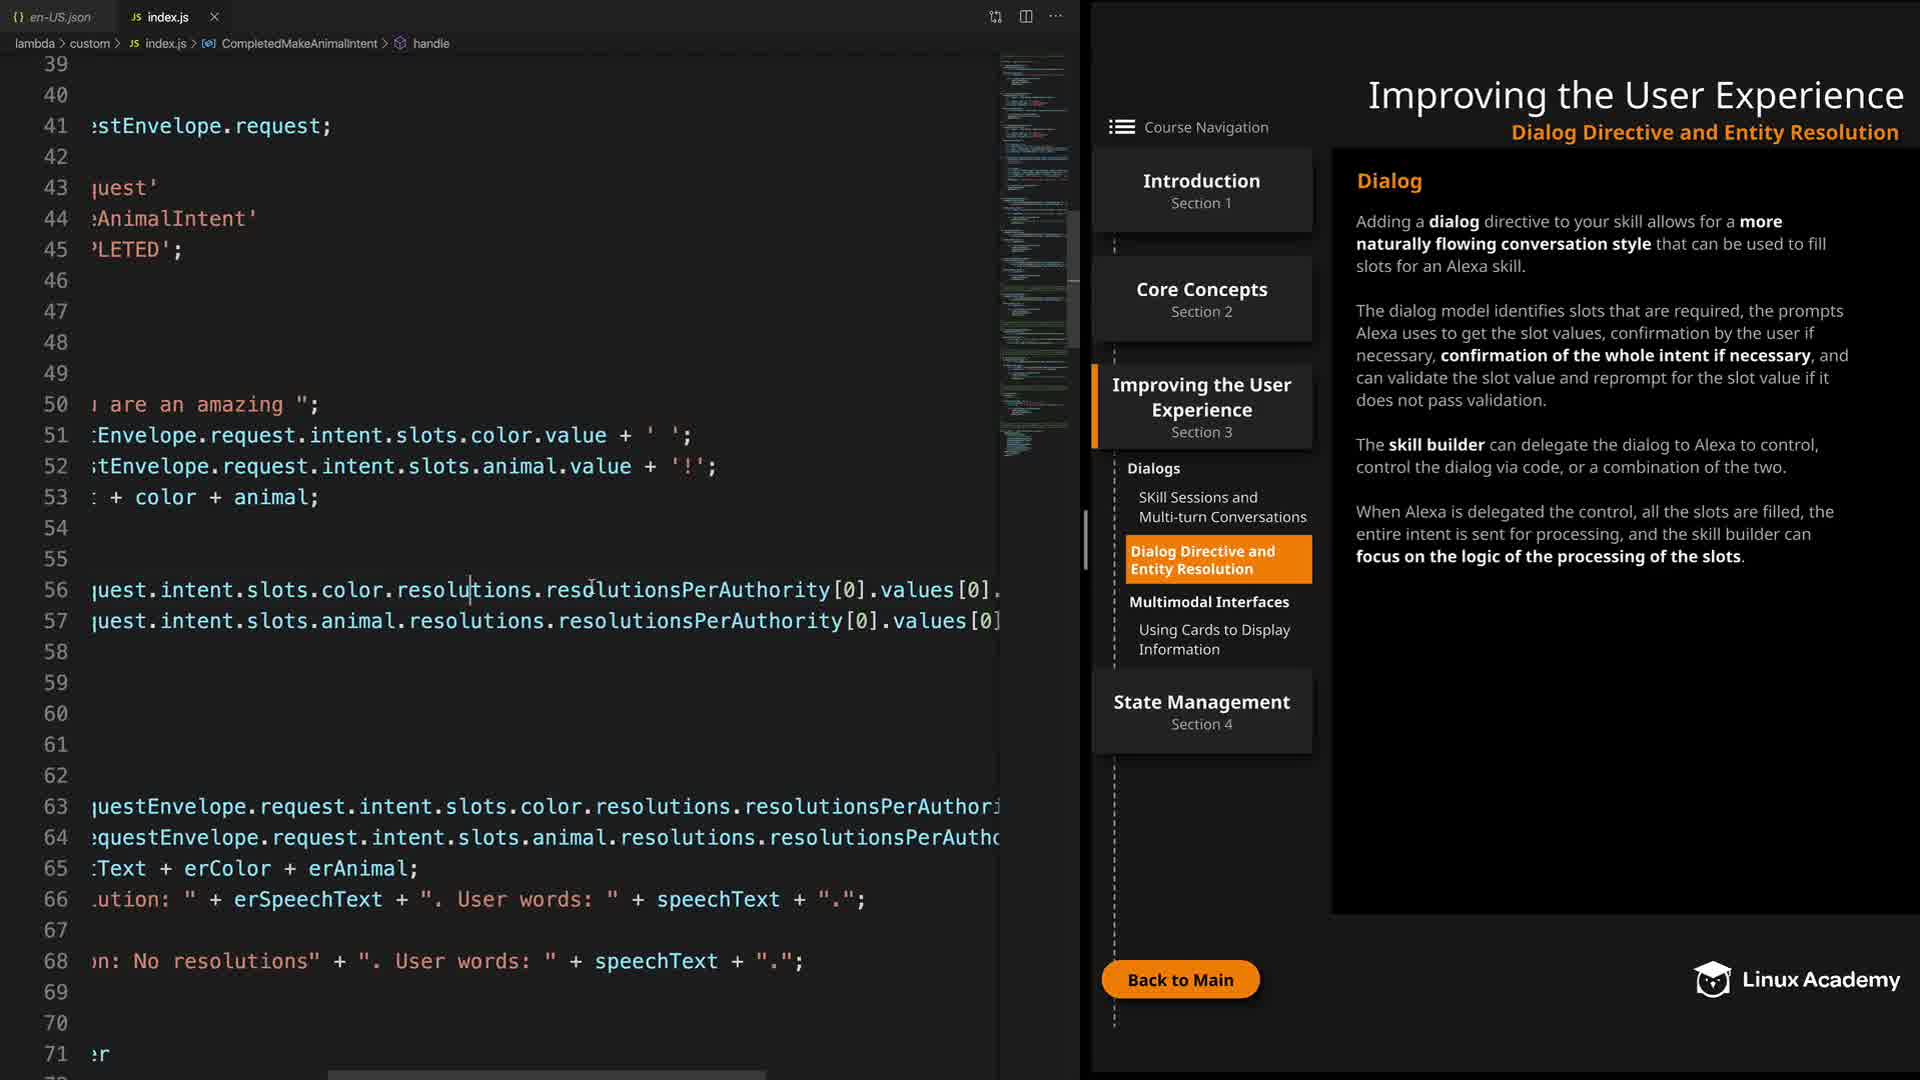 {} en-US.json
JS index.js
lambda > custom > JS index.js > CompletedMakeAnimalIntent > handle
39
40
41 estEnvelope.request;
42
43 quest'
44 eAnimalIntent'
45 PLETED';
46
47
48
49
50 u are an amazing ";
51 tEnvelope.request.intent.slots.color.value + ' ';
52 stEnvelope.request.intent.slots.animal.value + '!';
53 t + color + animal;
54
55
56 quest.intent.slots.color.resolutions.resolutionsPerAuthority[0].values[0].
57 quest.intent.slots.animal.resolutions.resolutionsPerAuthority[0].values[0]
58
59
60
61
62
63 questEnvelope.request.intent.slots.color.resolutions.resolutionsPerAuthori
64 equestEnvelope.request.intent.slots.animal.resolutions.resolutionsPerAutho
65 tText + erColor + erAnimal;
66 lution: " + erSpeechText + ". User words: " + speechText + ".";
67
68 on: No resolutions" + ". User words: " + speechText + ".";
69
70
71 er
Improving the User Experience
Dialog Directive and Entity Resolution
Course Navigation
Introduction
Section 1
Core Concepts
Section 2
Improving the User
Experience
Section 3
Dialogs
SKill Sessions and
Multi-turn Conversations
Dialog Directive and
Entity Resolution
Multimodal Interfaces
Using Cards to Display
Information
State Management
Section 4
Back to Main
Dialog
Adding a dialog directive to your skill allows for a more
naturally flowing conversation style that can be used to fill
slots for an Alexa skill.
The dialog model identifies slots that are required, the prompts
Alexa uses to get the slot values, confirmation by the user if
necessary, confirmation of the whole intent if necessary, and
can validate the slot value and reprompt for the slot value if it
does not pass validation.
The skill builder can delegate the dialog to Alexa to control,
control the dialog via code, or a combination of the two.
When Alexa is delegated the control, all the slots are filled, the
entire intent is sent for processing, and the skill builder can
focus on the logic of the processing of the slots.
Linux Academy